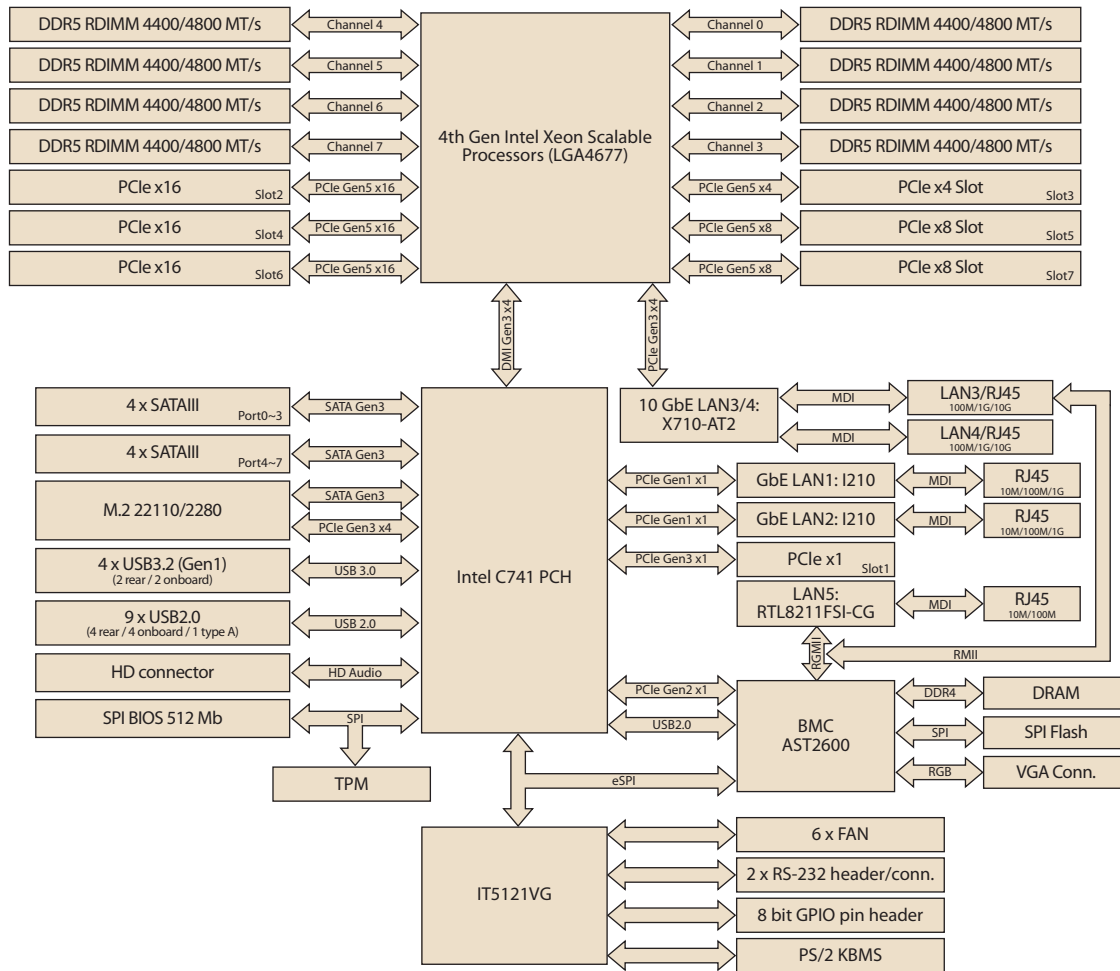 DDR5 RDIMM 4400/4800 MT/s
Channel 4
Channel 0
DDR5 RDIMM 4400/4800 MT/s
DDR5 RDIMM 4400/4800 MT/s
Channel 5
Channel 1
DDR5 RDIMM 4400/4800 MT/s
DDR5 RDIMM 4400/4800 MT/s
Channel 6
Channel 2
DDR5 RDIMM 4400/4800 MT/s
4th Gen Intel Xeon Scalable
Processors (LGA4677)
DDR5 RDIMM 4400/4800 MT/s
Channel 7
Channel 3
DDR5 RDIMM 4400/4800 MT/s
PCIe x16
Slot2
PCIe Gen5 x16
PCIe Gen5 x4
PCIe x4 Slot
Slot3
PCIe x16
Slot4
PCIe Gen5 x16
PCIe Gen5 x8
PCIe x8 Slot
Slot5
PCIe x16
Slot6
PCIe Gen5 x16
PCIe Gen5 x8
PCIe x8 Slot
Slot7
DMI Gen3 x4
PCIe Gen3 x4
4 x SATAIII
Port0~3
SATA Gen3
10 GbE LAN3/4:
X710-AT2
MDI
LAN3/RJ45
100M/1G/10G
MDI
LAN4/RJ45
100M/1G/10G
4 x SATAIII
Port4~7
SATA Gen3
PCIe Gen1 x1
GbE LAN1: I210
MDI
RJ45
10M/100M/1G
M.2 22110/2280
SATA Gen3
PCIe Gen3 x4
PCIe Gen1 x1
GbE LAN2: I210
MDI
RJ45
10M/100M/1G
4 x USB3.2 (Gen1)
(2 rear / 2 onboard)
USB 3.0
Intel C741 PCH
PCIe Gen3 x1
PCIe x1
Slot1
LAN5:
RTL8211FSI-CG
MDI
RJ45
10M/100M
9 x USB2.0
(4 rear / 4 onboard / 1 type A)
USB 2.0
RGMII
RMII
HD connector
HD Audio
PCIe Gen2 x1
USB2.0
BMC
AST2600
DDR4
DRAM
SPI BIOS 512 Mb
SPI
SPI
SPI Flash
TPM
eSPI
RGB
VGA Conn.
IT5121VG
6 x FAN
2 x RS-232 header/conn.
8 bit GPIO pin header
PS/2 KBMS